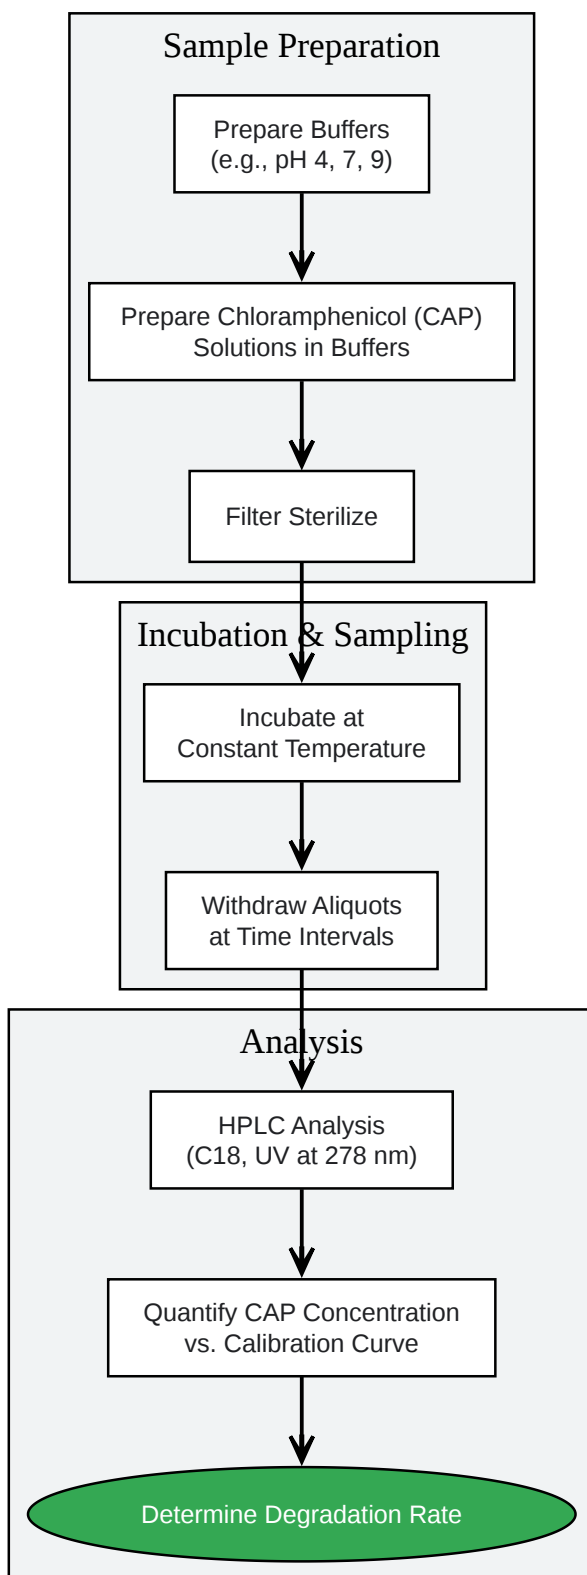 Sample Preparation
Prepare Buffers
(e.g., pH 4, 7, 9)
Prepare Chloramphenicol (CAP)
Solutions in Buffers
Filter Sterilize
Incubation & Sampling
Incubate at
Constant Temperature
Withdraw Aliquots
at Time Intervals
Analysis
HPLC Analysis
(C18, UV at 278 nm)
Quantify CAP Concentration
vs. Calibration Curve
Determine Degradation Rate